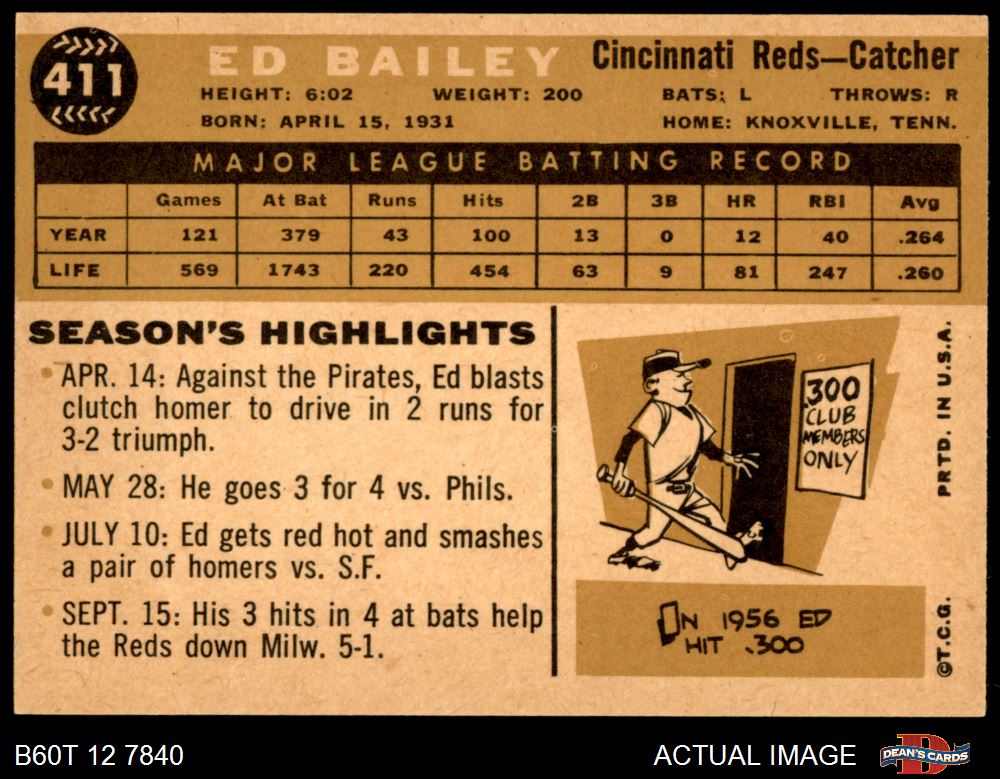 411
ED BAILEY Cincinnati Reds—Catcher
HEIGHT: 6:02 WEIGHT: 200 BATS: L THROWS: R
BORN: APRIL 15, 1931 HOME: KNOXVILLE, TENN.
MAJOR LEAGUE BATTING RECORD
Games At Bat Runs Hits 2B 3B HR RBI Avg
YEAR 121 379 43 100 13 0 12 40 .264
LIFE 569 1743 220 454 63 9 81 247 .260
SEASON'S HIGHLIGHTS
• APR. 14: Against the Pirates, Ed blasts
clutch homer to drive in 2 runs for
3-2 triumph.
• MAY 28: He goes 3 for 4 vs. Phils.
• JULY 10: Ed gets red hot and smashes
a pair of homers vs. S.F.
• SEPT. 15: His 3 hits in 4 at bats help
the Reds down Milw. 5-1.
.300
CLUB
MEMBERS
ONLY
IN 1956 ED
HIT .300
PRTD. IN U.S.A.
©T.C.G.
B60T 12 7840
ACTUAL IMAGE
DEAN'S CARDS